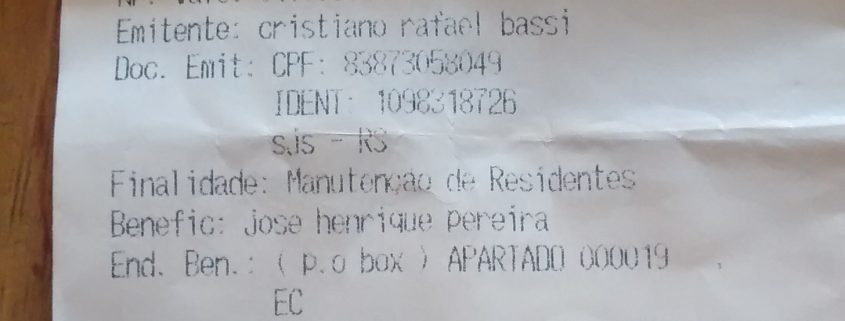 Emitente: cristiano rafael bassi
Doc. Emit: CPF: 83873058049
IDENT: 1098318726
sjs - RS
Finalidade: Manutencao de Residentes
Benefic: jose henrique pereira
End. Ben.: ( p.o box ) APARTADO 000019
EC